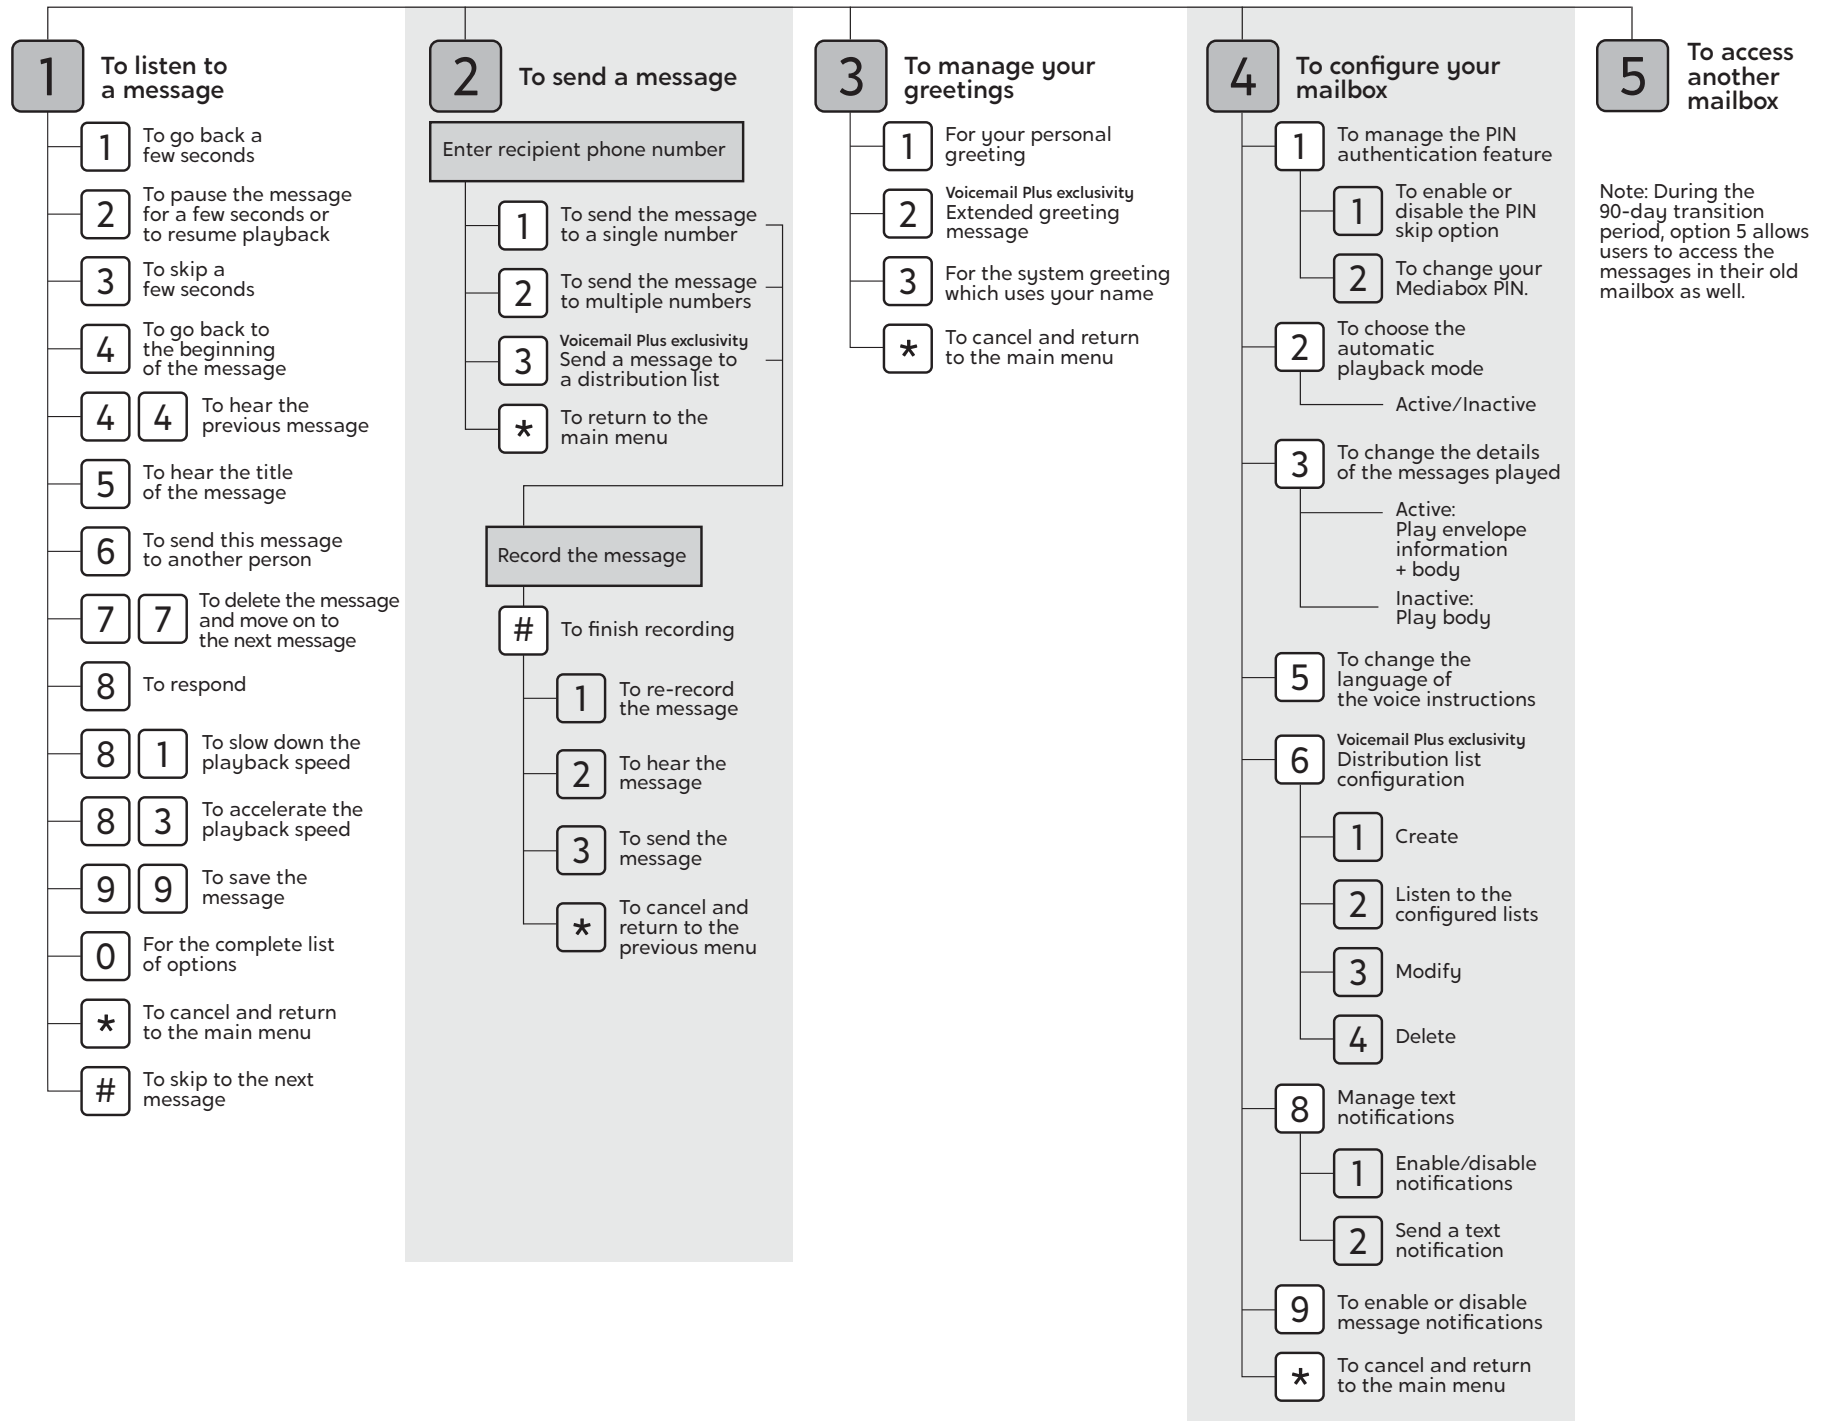 1
To listen to
a message
1
To go back a
few seconds
2
To pause the message
for a few seconds or
to resume playback
3
To skip a
few seconds
4
To go back to
the beginning
of the message
4 4
To hear the
previous message
5
To hear the title
of the message
6
To send this message
to another person
7 7
To delete the message
and move on to
the next message
8
To respond
8 1
To slow down the
playback speed
8 3
To accelerate the
playback speed
9 9
To save the
message
0
For the complete list
of options
*
To cancel and return
to the main menu
#
To skip to the next
message
2
To send a message
Enter recipient phone number
1
To send the message
to a single number
2
To send the message
to multiple numbers
3
Voicemail Plus exclusivity
Send a message to
a distribution list
*
To return to the
main menu
Record the message
#
To finish recording
1
To re-record
the message
2
To hear the
message
3
To send the
message
*
To cancel and
return to the
previous menu
3
To manage your
greetings
1
For your personal
greeting
2
Voicemail Plus exclusivity
Extended greeting
message
3
For the system greeting
which uses your name
*
To cancel and return
to the main menu
4
To configure your
mailbox
1
To manage the PIN
authentication feature
1
To enable or
disable the PIN
skip option
2
To change your
Mediabox PIN.
2
To choose the
automatic
playback mode
Active/Inactive
3
To change the details
of the messages played
Active:
Play envelope
information
+ body
Inactive:
Play body
5
To change the
language of
the voice instructions
6
Voicemail Plus exclusivity
Distribution list
configuration
1
Create
2
Listen to the
configured lists
3
Modify
4
Delete
8
Manage text
notifications
1
Enable/disable
notifications
2
Send a text
notification
9
To enable or disable
message notifications
*
To cancel and return
to the main menu
5
To access
another
mailbox
Note: During the
90-day transition
period, option 5 allows
users to access the
messages in their old
mailbox as well.